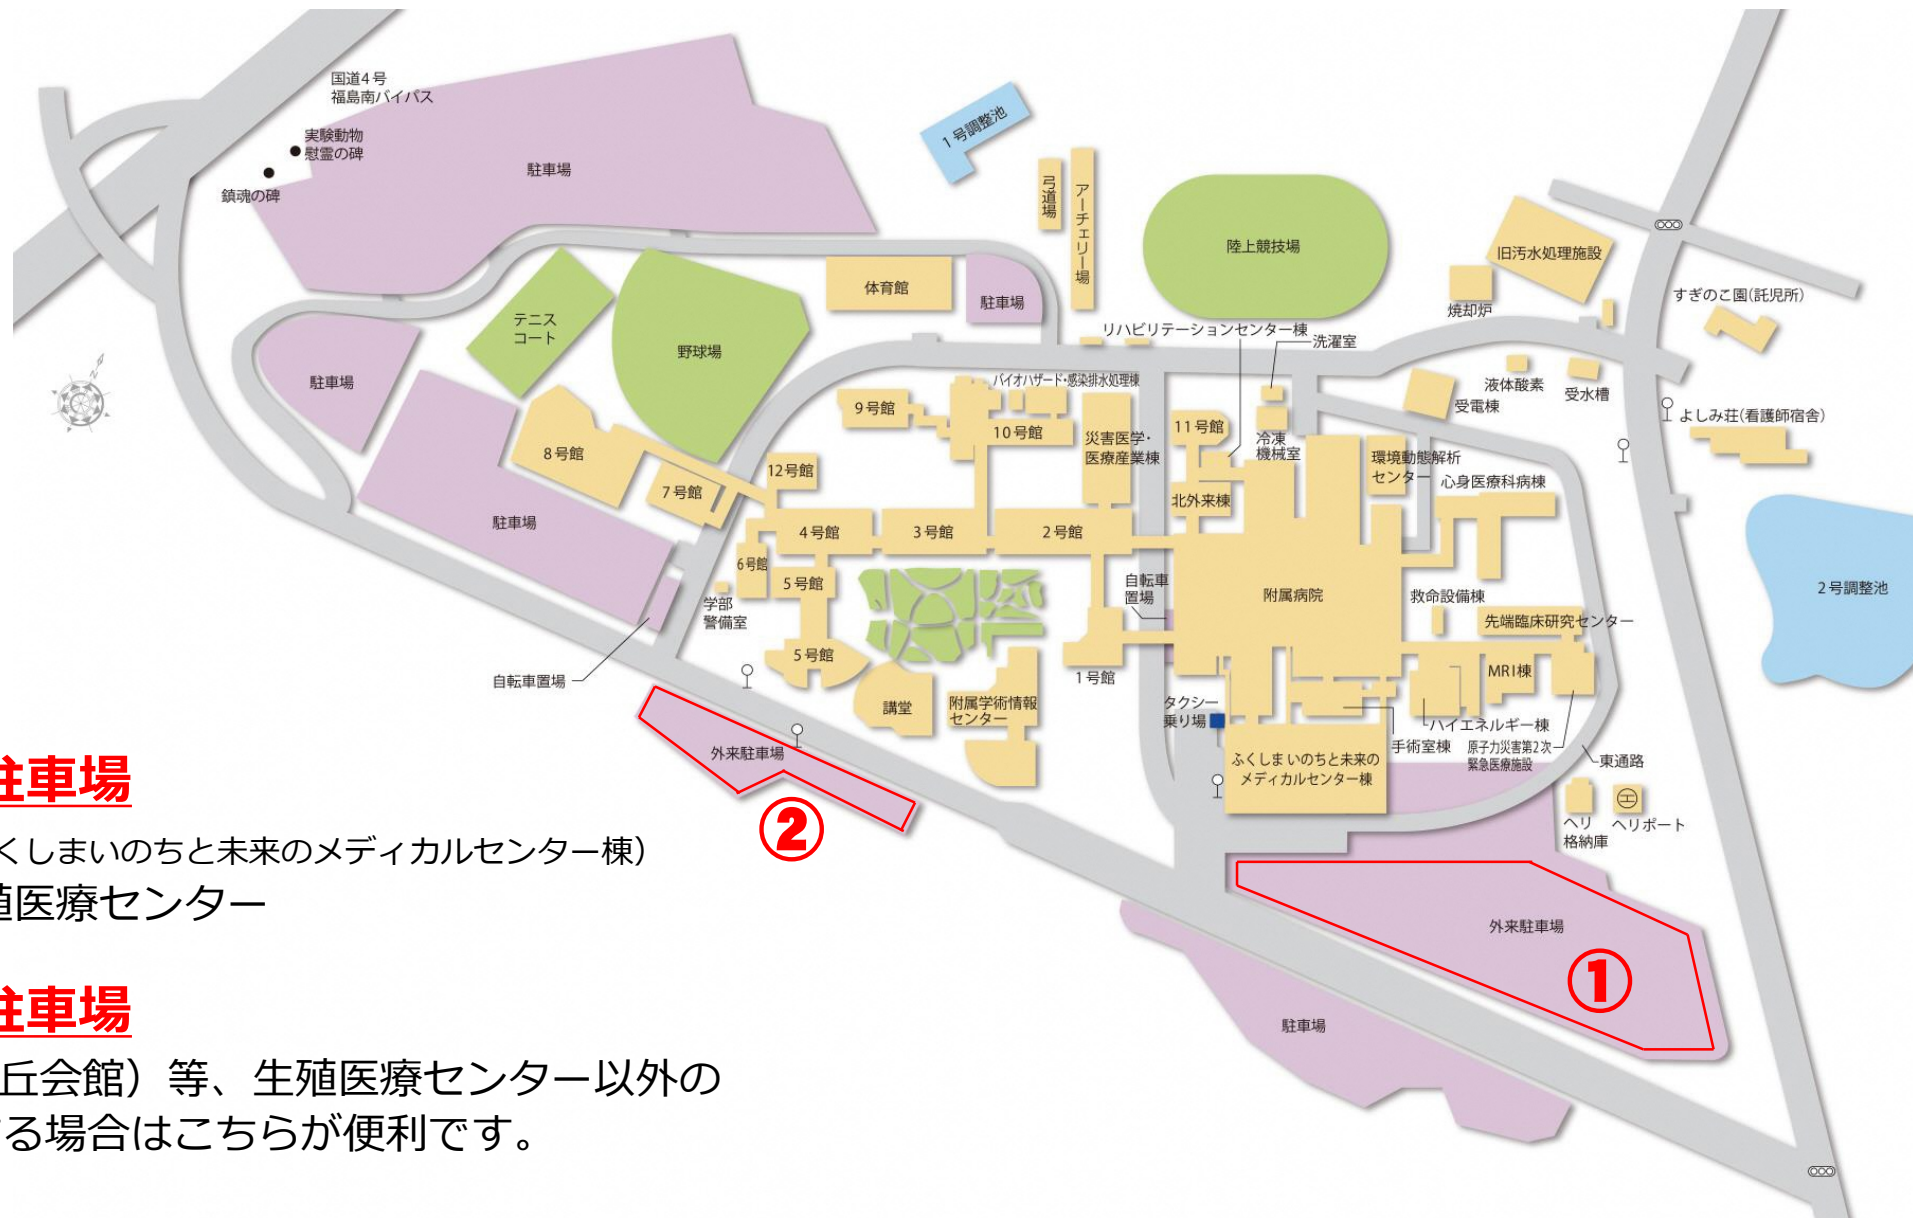 国道4号
福島南バイパス
実験動物
慰霊の碑
鎮魂の碑
駐車場
1号調整池
弓道場
アーチェリー場
陸上競技場
旧汚水処理施設
焼却炉
すぎのこ園(託児所)
体育館
駐車場
テニス
コート
野球場
リハビリテーションセンター棟
洗濯室
N
駐車場
バイオハザード・感染排水処理棟
液体酸素
受水槽
受電棟
よしみ荘(看護師宿舎)
9号館
10号館
災害医学・
医療産業棟
11号館
冷凍
機械室
環境動態解析
センター
心身医療科病棟
8号館
7号館
12号館
北外来棟
駐車場
4号館
3号館
2号館
6号館
5号館
学部
警備室
自転車
置場
附属病院
救命設備棟
先端臨床研究センター
2号調整池
5号館
自転車置場
1号館
MRI棟
講堂
附属学術情報
センター
タクシー
乗り場
ハイエネルギー棟
手術室棟
原子力災害第2次
緊急医療施設
東通路
外来駐車場
ふくしま いのちと未来の
メディカルセンター棟
ヘリ
格納庫
H
ヘリポート
②
駐車場
くしまいのちと未来のメディカルセンター棟）
殖医療センター
外来駐車場
①
駐車場
駐車場
丘会館）等、生殖医療センター以外の
る場合はこちらが便利です。